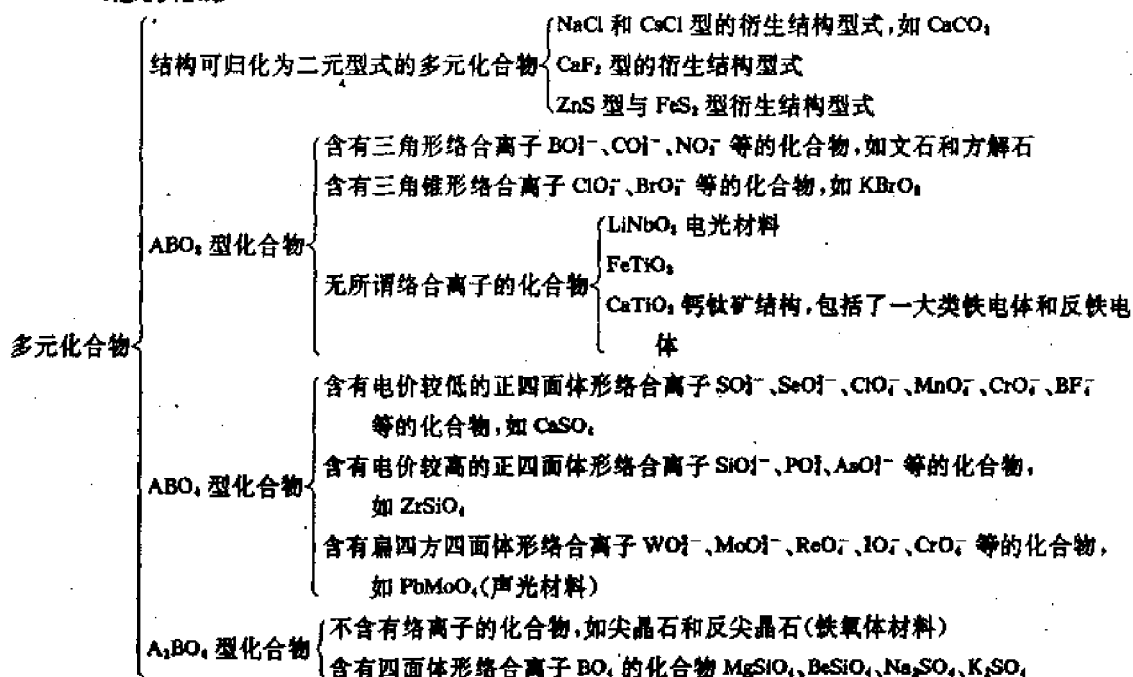 NaCl 和 CsCl 型的衍生结构型式,如 CaCO₃
结构可归化为二元型式的多元化合物
CaF₂ 型的衍生结构型式
ZnS 型与 FeS₂ 型衍生结构型式
含有三角形络合离子 BO₃³⁻、CO₃²⁻、NO₃⁻ 等的化合物,如文石和方解石
含有三角锥形络合离子 ClO₃⁻、BrO₃⁻ 等的化合物,如 KBrO₃
ABO₃ 型化合物
LiNbO₃ 电光材料
FeTiO₃
无所谓络合离子的化合物
CaTiO₃ 钙钛矿结构,包括了一大类铁电体和反铁电
体
多元化合物
含有电价较低的正四面体形络合离子 SO₄²⁻、SeO₄²⁻、ClO₄⁻、MnO₄⁻、CrO₄⁻、BF₄⁻
等的化合物,如 CaSO₄
ABO₄ 型化合物
含有电价较高的正四面体形络合离子 SiO₄⁴⁻、PO₄³、AsO₄³⁻ 等的化合物,
如 ZrSiO₄
含有扁四方四面体形络合离子 WO₄²⁻、MoO₄²⁻、ReO₄⁻、IO₄⁻、CrO₄⁻ 等的化合物,
如 PbMoO₄(声光材料)
A₂BO₄ 型化合物
不含有络离子的化合物,如尖晶石和反尖晶石(铁氧体材料)
含有四面体形络合离子 BO₄ 的化合物 MgSiO₄、BeSiO₄、Na₂SO₄、K₂SO₄